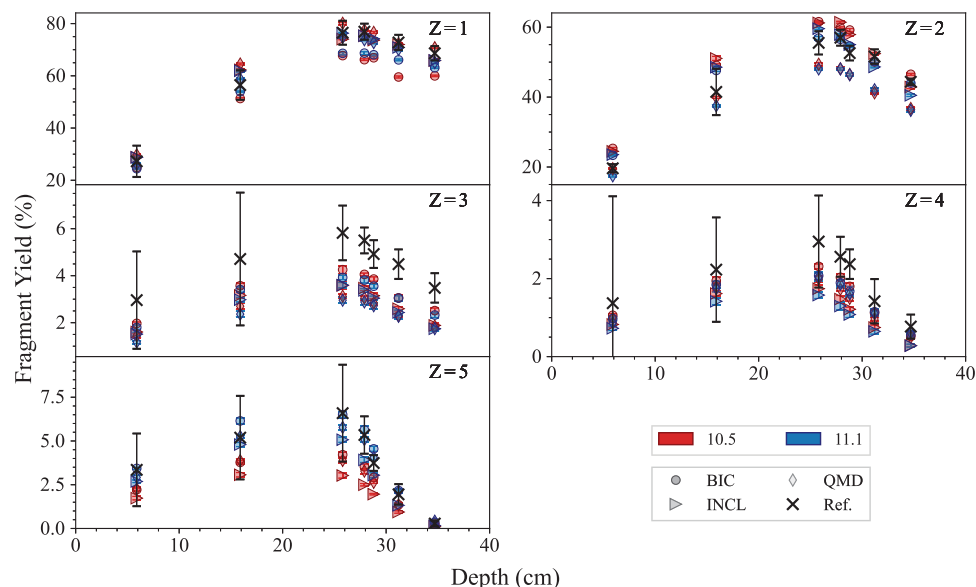 80
60
40
20
Z=1
60
40
20
Z=2
6
4
2
Z=3
4
2
0
Z=4
0 10 20 30 40
7.5
5.0
2.5
0.0
Z=5
0 10 20 30 40
Fragment Yield (%)
Depth (cm)
10.5 11.1
BIC QMD
INCL Ref.